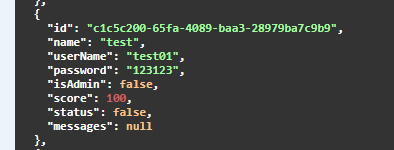 },
{
"id": "c1c5c200-65fa-4089-baa3-28979ba7c9b9",
"name": "test",
"userName": "test01",
"password": "123123",
"isAdmin": false,
"score": 100,
"status": false,
"messages": null
},